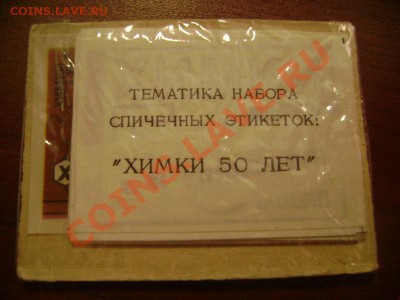 COINS.LAVE.RU
ТЕМАТИКА НАБОРА
СПИЧЕЧНЫХ ЭТИКЕТОК:
"ХИМКИ 50 ЛЕТ"
COINS.LAVE.RU